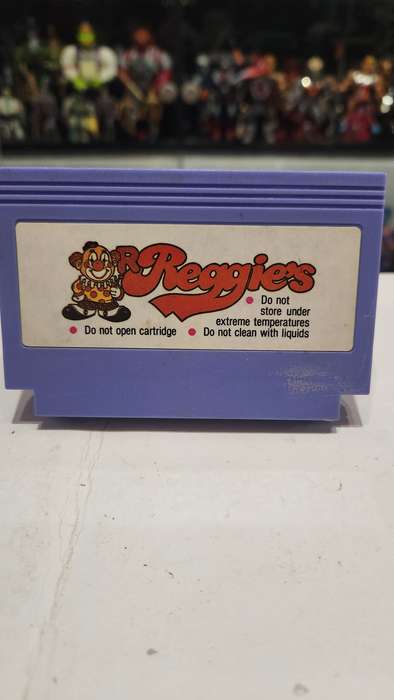 R Reggie's
● Do not
store under
extreme temperatures
● Do not open cartridge ● Do not clean with liquids